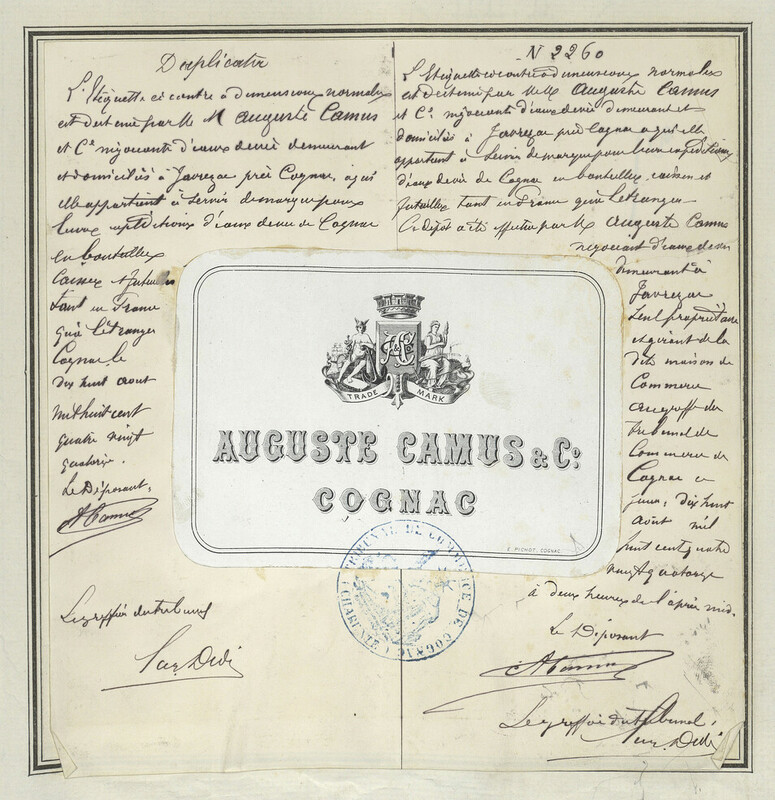 Duplicata
L'Etiquette ci contre à dimensions normales
est destinée par M M Auguste Camus
et Cie négociants d'eaux de vie demeurant
et domiciliés à Javrezac près Cognac, à qui
elle appartient à servir de marque pour
leurs expéditions d'eaux de vie de Cognac
en bouteilles
caisses et futailles
tant en France
qu'à l'étranger
Cognac le
dix huit août
mil huit cent
quatre vingt
quatorze.
Le Déposant,
ACamus
Le greffier du tribunal
N 2260
L'Etiquette ci contre à dimensions normales
est destinée par MM Auguste Camus
et Cie négociants d'eaux de vie demeurant et
domiciliés à Javrezac près Cognac à qui elle
appartient à servir de marque pour leurs expéditions
d'eaux de vie de Cognac en bouteilles, caisses et
futailles tant en France qu'à l'étranger
Ce dépôt a été effectué par M Auguste Camus
négociant d'eaux de vie
demeurant à
Javrezac
seul propriétaire
et gérant de la
dite maison de
Commerce
au greffe du
tribunal de
Commerce de
Cognac ce
jour, dix huit
août mil
huit cent quatre
vingt quatorze
à deux heures de l'après midi.
Le Déposant
ACamus
Le greffier du tribunal,
A&Co
TRADE MARK
AUGUSTE CAMUS & Co.
COGNAC
E. PICHOT, COGNAC
TRIBUNAL DE COMMERCE DE COGNAC
(CHARENTE)